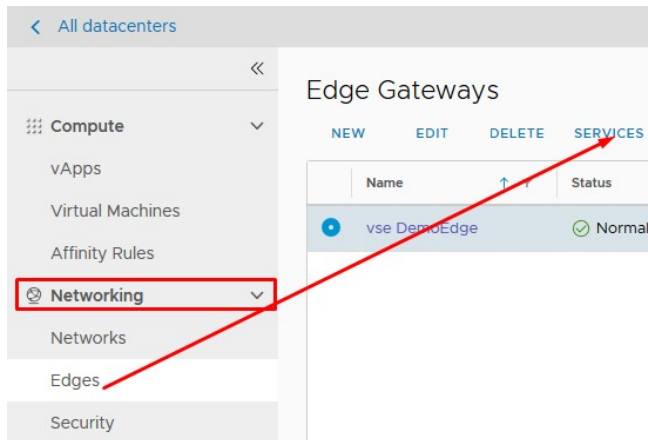 All datacenters
Compute
vApps
Virtual Machines
Affinity Rules
Networking
Networks
Edges
Security
Edge Gateways
NEW EDIT DELETE SERVICES
Name Status
vse DemoEdge Normal